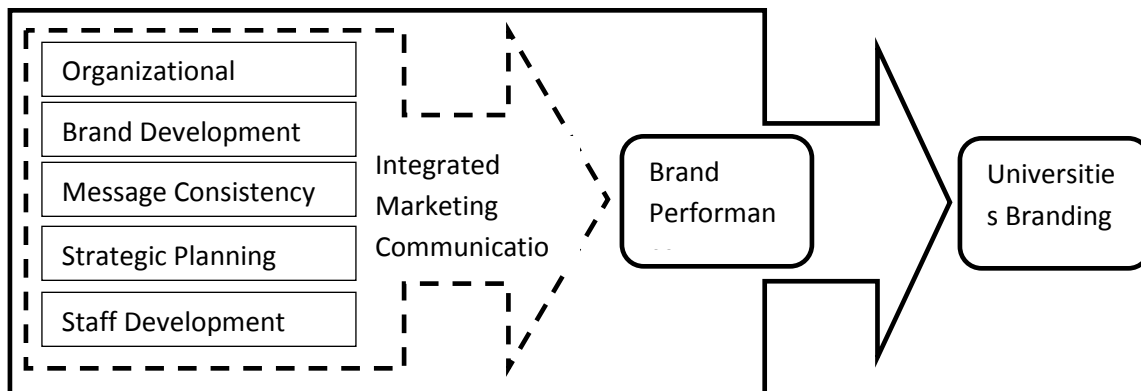 Organizational
Brand Development
Message Consistency
Strategic Planning
Staff Development
Integrated
Marketing
Communicatio
Brand
Performan
Universitie
s Branding